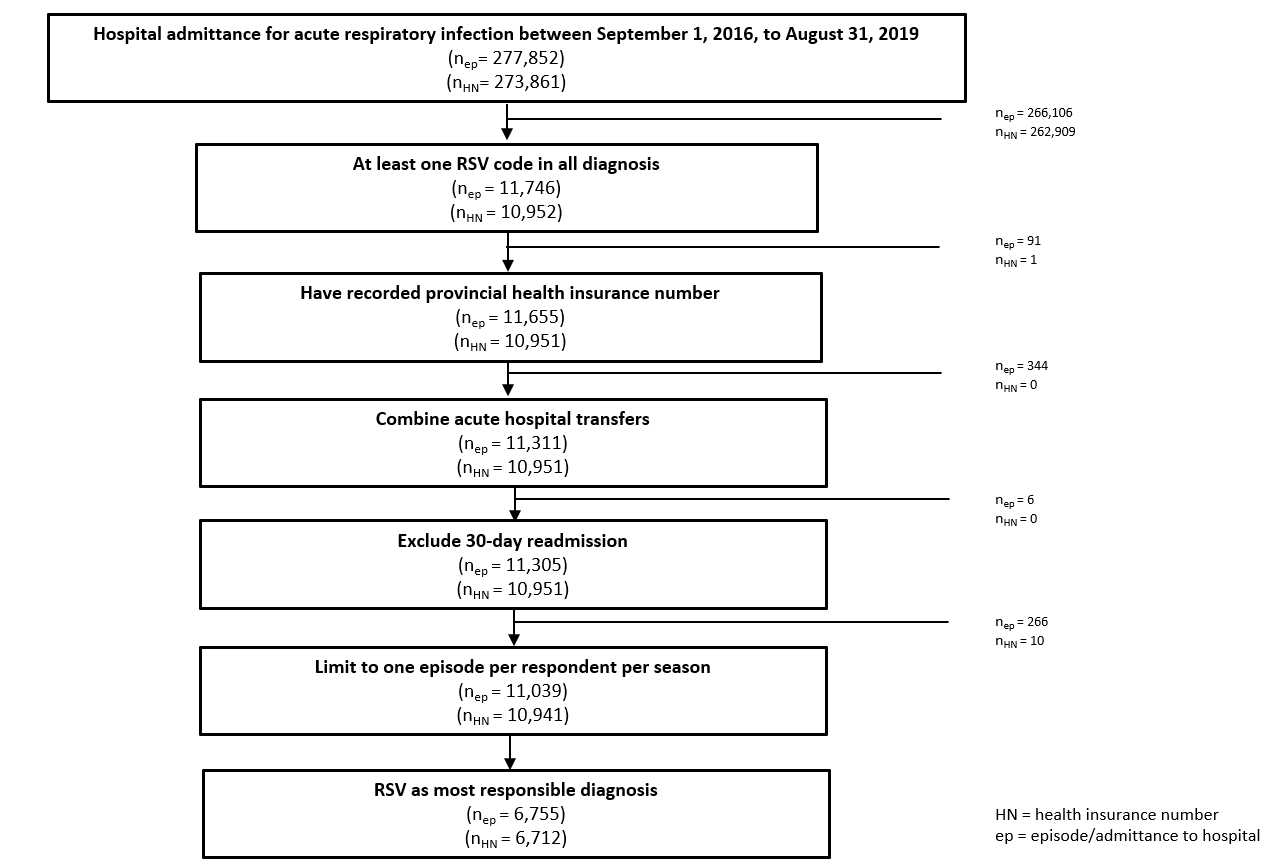 Hospital admittance for acute respiratory infection between September 1, 2016, to August 31, 2019
(nep= 277,852)
(nHN= 273,861)
nep = 266,106
nHN = 262,909
At least one RSV code in all diagnosis
(nep = 11,746)
(nHN = 10,952)
nep = 91
nHN = 1
Have recorded provincial health insurance number
(nep = 11,655)
(nHN = 10,951)
nep = 344
nHN = 0
Combine acute hospital transfers
(nep = 11,311)
(nHN = 10,951)
nep = 6
nHN = 0
Exclude 30-day readmission
(nep = 11,305)
(nHN = 10,951)
nep = 266
nHN = 10
Limit to one episode per respondent per season
(nep = 11,039)
(nHN = 10,941)
RSV as most responsible diagnosis
(nep = 6,755)
(nHN = 6,712)
HN = health insurance number
ep = episode/admittance to hospital